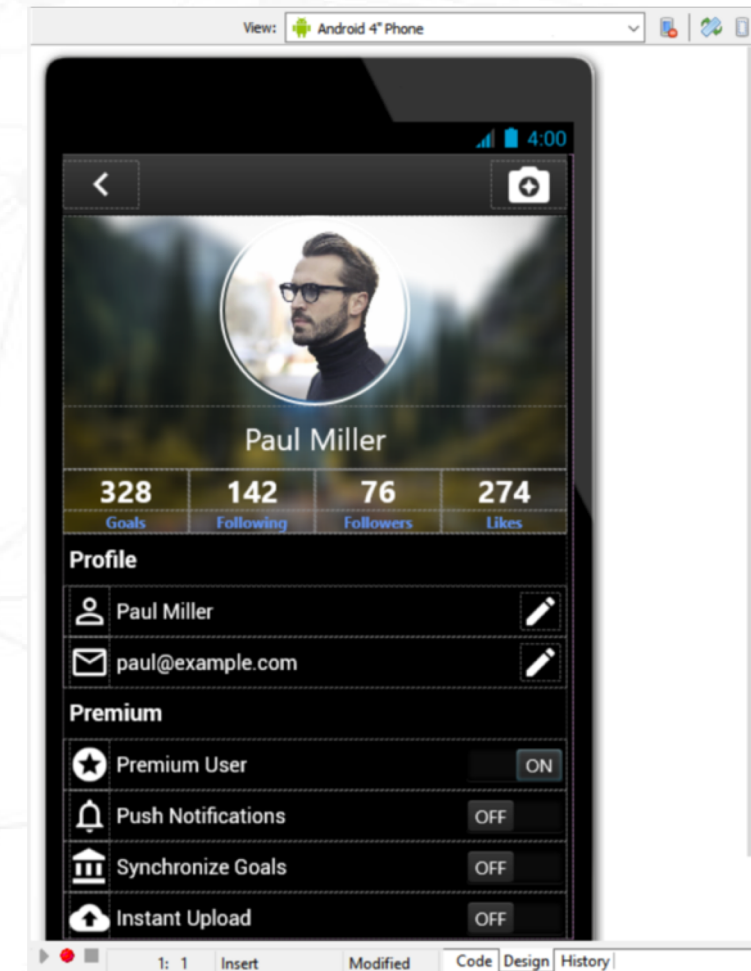 View: Android 4" Phone
4:00
Paul Miller
328 142 76 274
Goals Following Followers Likes
Profile
Paul Miller
paul@example.com
Premium
Premium User ON
Push Notifications OFF
Synchronize Goals OFF
Instant Upload OFF
1: 1 Insert Modified Code Design History